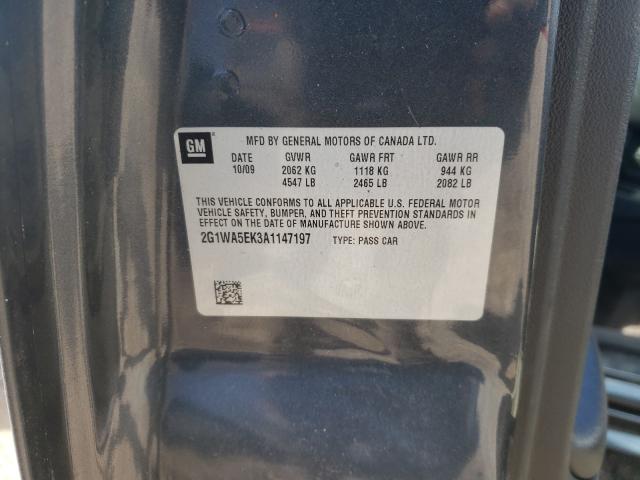 GM
MFD BY GENERAL MOTORS OF CANADA LTD.
DATE GVWR GAWR FRT GAWR RR
10/09 2062 KG 1118 KG 944 KG
4547 LB 2465 LB 2082 LB
THIS VEHICLE CONFORMS TO ALL APPLICABLE U.S. FEDERAL MOTOR
VEHICLE SAFETY, BUMPER, AND THEFT PREVENTION STANDARDS IN
EFFECT ON THE DATE OF MANUFACTURE SHOWN ABOVE.
2G1WA5EK3A1147197 TYPE: PASS CAR